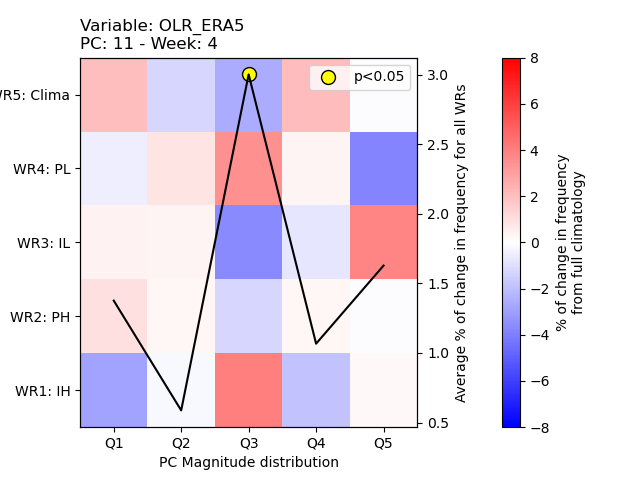 Variable: OLR_ERA5
PC: 11 - Week: 4
p<0.05
WR5: Clima
WR4: PL
WR3: IL
WR2: PH
WR1: IH
Q1 Q2 Q3 Q4 Q5
PC Magnitude distribution
3.0
2.5
2.0
1.5
1.0
0.5
Average % of change in frequency for all WRs
8
6
4
2
0
−2
−4
−6
−8
% of change in frequency
from full climatology